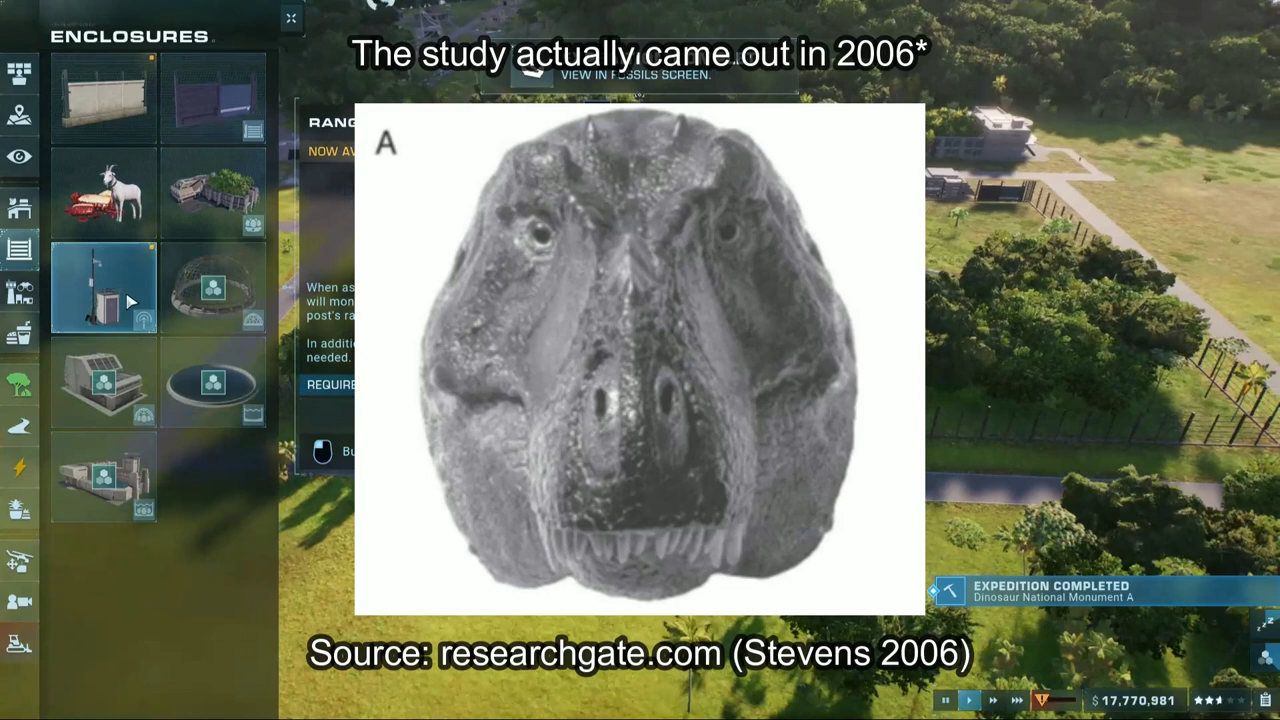 ENCLOSURES
The study actually came out in 2006*
VIEW IN FOSSILS SCREEN.
RANG
NOW AV
A
When as
will mon
post's ra
In additi
needed.
REQUIRE
Bu
Source: researchgate.com (Stevens 2006)
EXPEDITION COMPLETED
Dinosaur National Monument A
$17,770,981